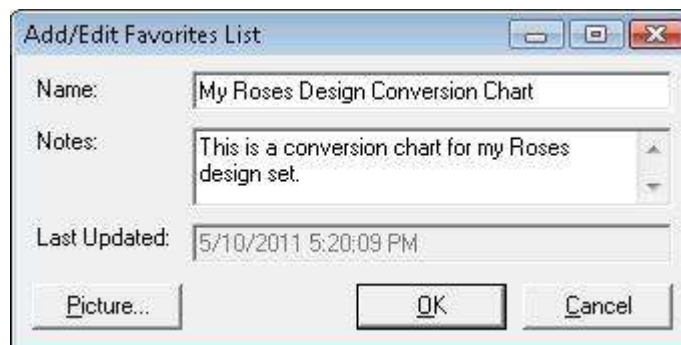 Add/Edit Favorites List
Name: My Roses Design Conversion Chart
Notes: This is a conversion chart for my Roses
design set.
Last Updated: 5/10/2011 5:20:09 PM
Picture... OK Cancel